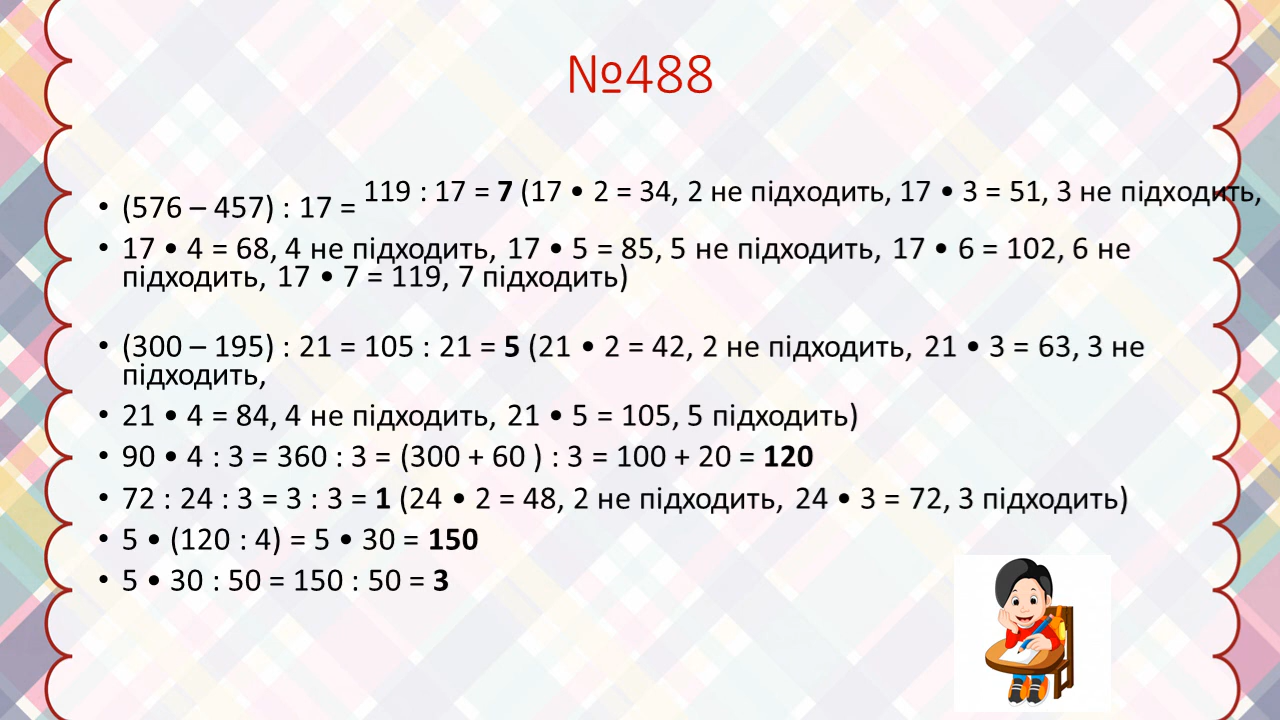 №488
• (576 – 457) : 17 = 119 : 17 = 7 (17 • 2 = 34, 2 не підходить, 17 • 3 = 51, 3 не підходить,
• 17 • 4 = 68, 4 не підходить, 17 • 5 = 85, 5 не підходить, 17 • 6 = 102, 6 не
підходить, 17 • 7 = 119, 7 підходить)
• (300 – 195) : 21 = 105 : 21 = 5 (21 • 2 = 42, 2 не підходить, 21 • 3 = 63, 3 не
підходить,
• 21 • 4 = 84, 4 не підходить, 21 • 5 = 105, 5 підходить)
• 90 • 4 : 3 = 360 : 3 = (300 + 60 ) : 3 = 100 + 20 = 120
• 72 : 24 : 3 = 3 : 3 = 1 (24 • 2 = 48, 2 не підходить, 24 • 3 = 72, 3 підходить)
• 5 • (120 : 4) = 5 • 30 = 150
• 5 • 30 : 50 = 150 : 50 = 3